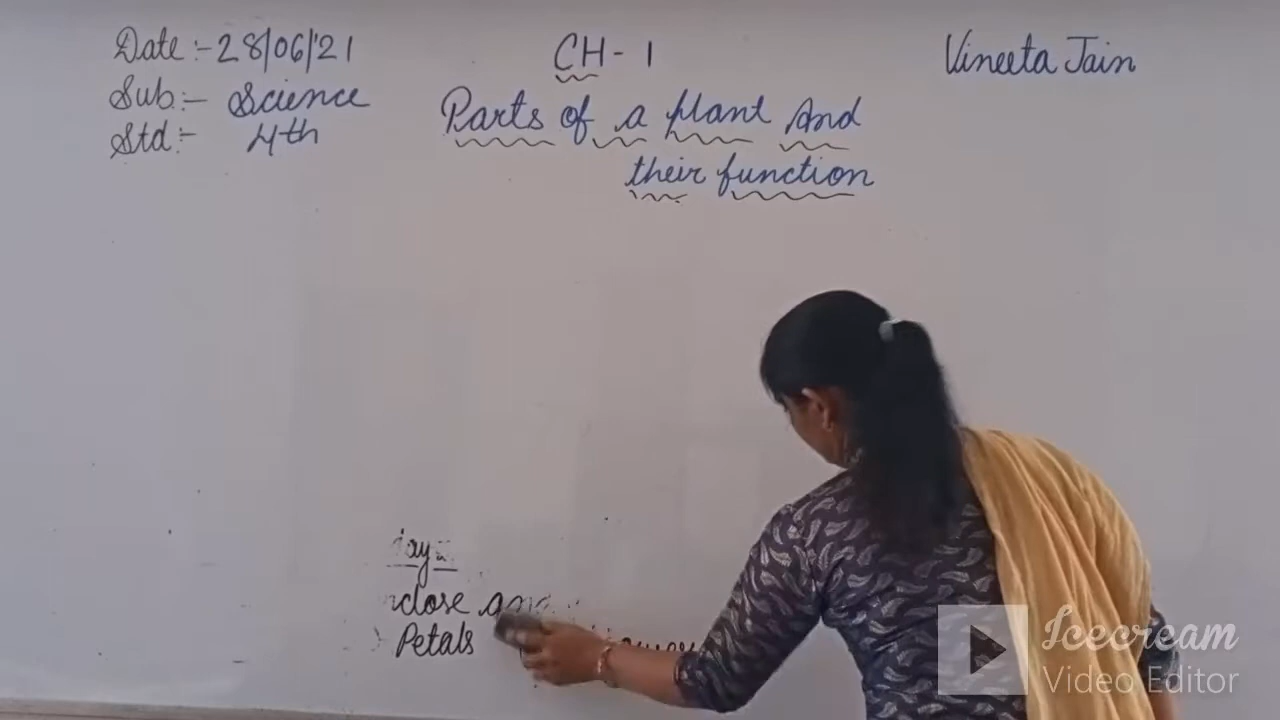 Date :- 28/06/'21
Sub :- Science
Std :- 4th
CH - 1
Parts of a plant And
their function
Vineeta Jain
close
Petals
Icecream
Video Editor